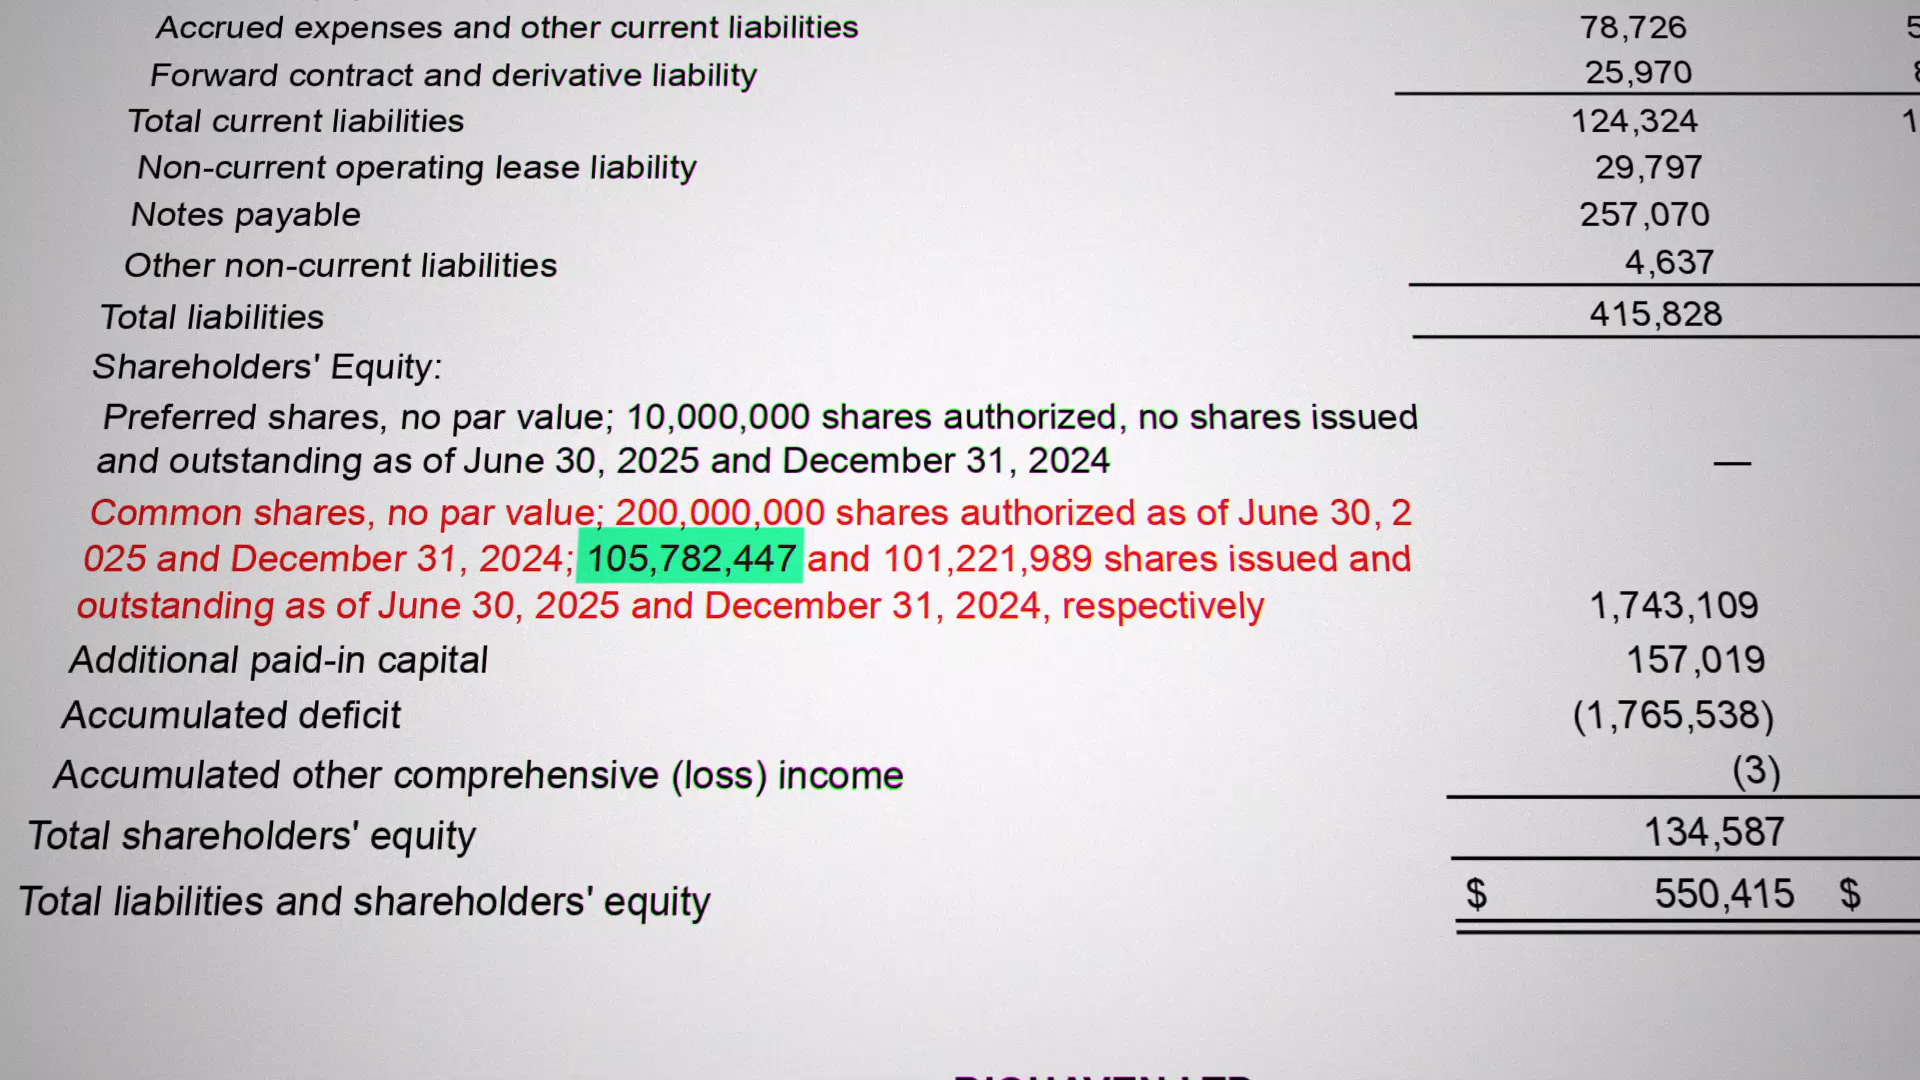 Accrued expenses and other current liabilities 78,726
Forward contract and derivative liability 25,970
Total current liabilities 124,324
Non-current operating lease liability 29,797
Notes payable 257,070
Other non-current liabilities 4,637
Total liabilities 415,828
Shareholders' Equity:
Preferred shares, no par value; 10,000,000 shares authorized, no shares issued
and outstanding as of June 30, 2025 and December 31, 2024 —
Common shares, no par value; 200,000,000 shares authorized as of June 30, 2
025 and December 31, 2024; 105,782,447 and 101,221,989 shares issued and
outstanding as of June 30, 2025 and December 31, 2024, respectively 1,743,109
Additional paid-in capital 157,019
Accumulated deficit (1,765,538)
Accumulated other comprehensive (loss) income (3)
Total shareholders' equity 134,587
Total liabilities and shareholders' equity $ 550,415 $